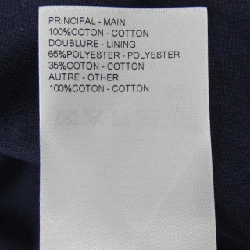 PRINCIPAL - MAIN
100%COTON - COTTON
DOUBLURE - LINING
65%POLYESTER - POLYESTER
35%COTON - COTTON
AUTRE - OTHER
100%COTON - COTTON